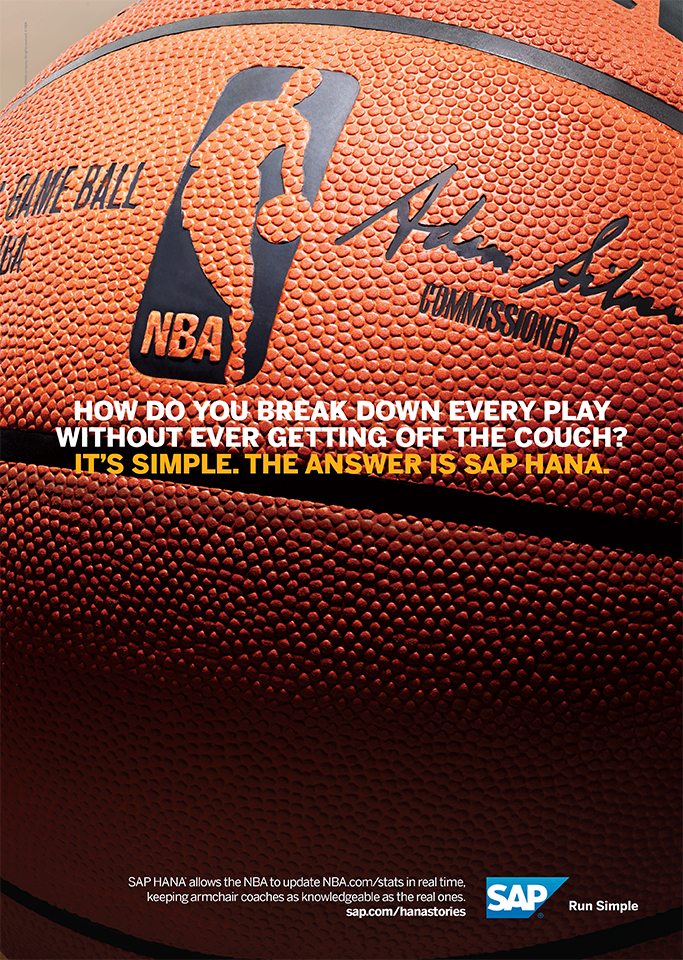 GAME BALL
NBA
Adam Silver
COMMISSIONER
HOW DO YOU BREAK DOWN EVERY PLAY
WITHOUT EVER GETTING OFF THE COUCH?
IT'S SIMPLE. THE ANSWER IS SAP HANA.
SAP HANA® allows the NBA to update NBA.com/stats in real time,
keeping armchair coaches as knowledgeable as the real ones.
sap.com/hanastories
SAP®
Run Simple